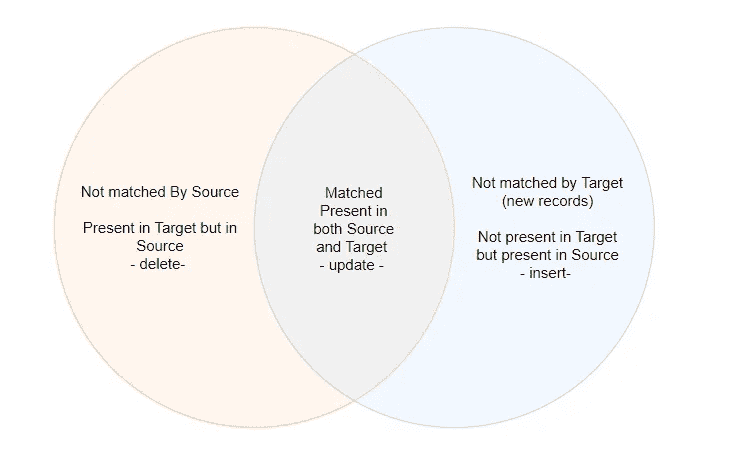 Not matched By Source
Present in Target but in
Source
- delete-
Matched
Present in
both Source
and Target
- update -
Not matched by Target
(new records)
Not present in Target
but present in Source
- insert-